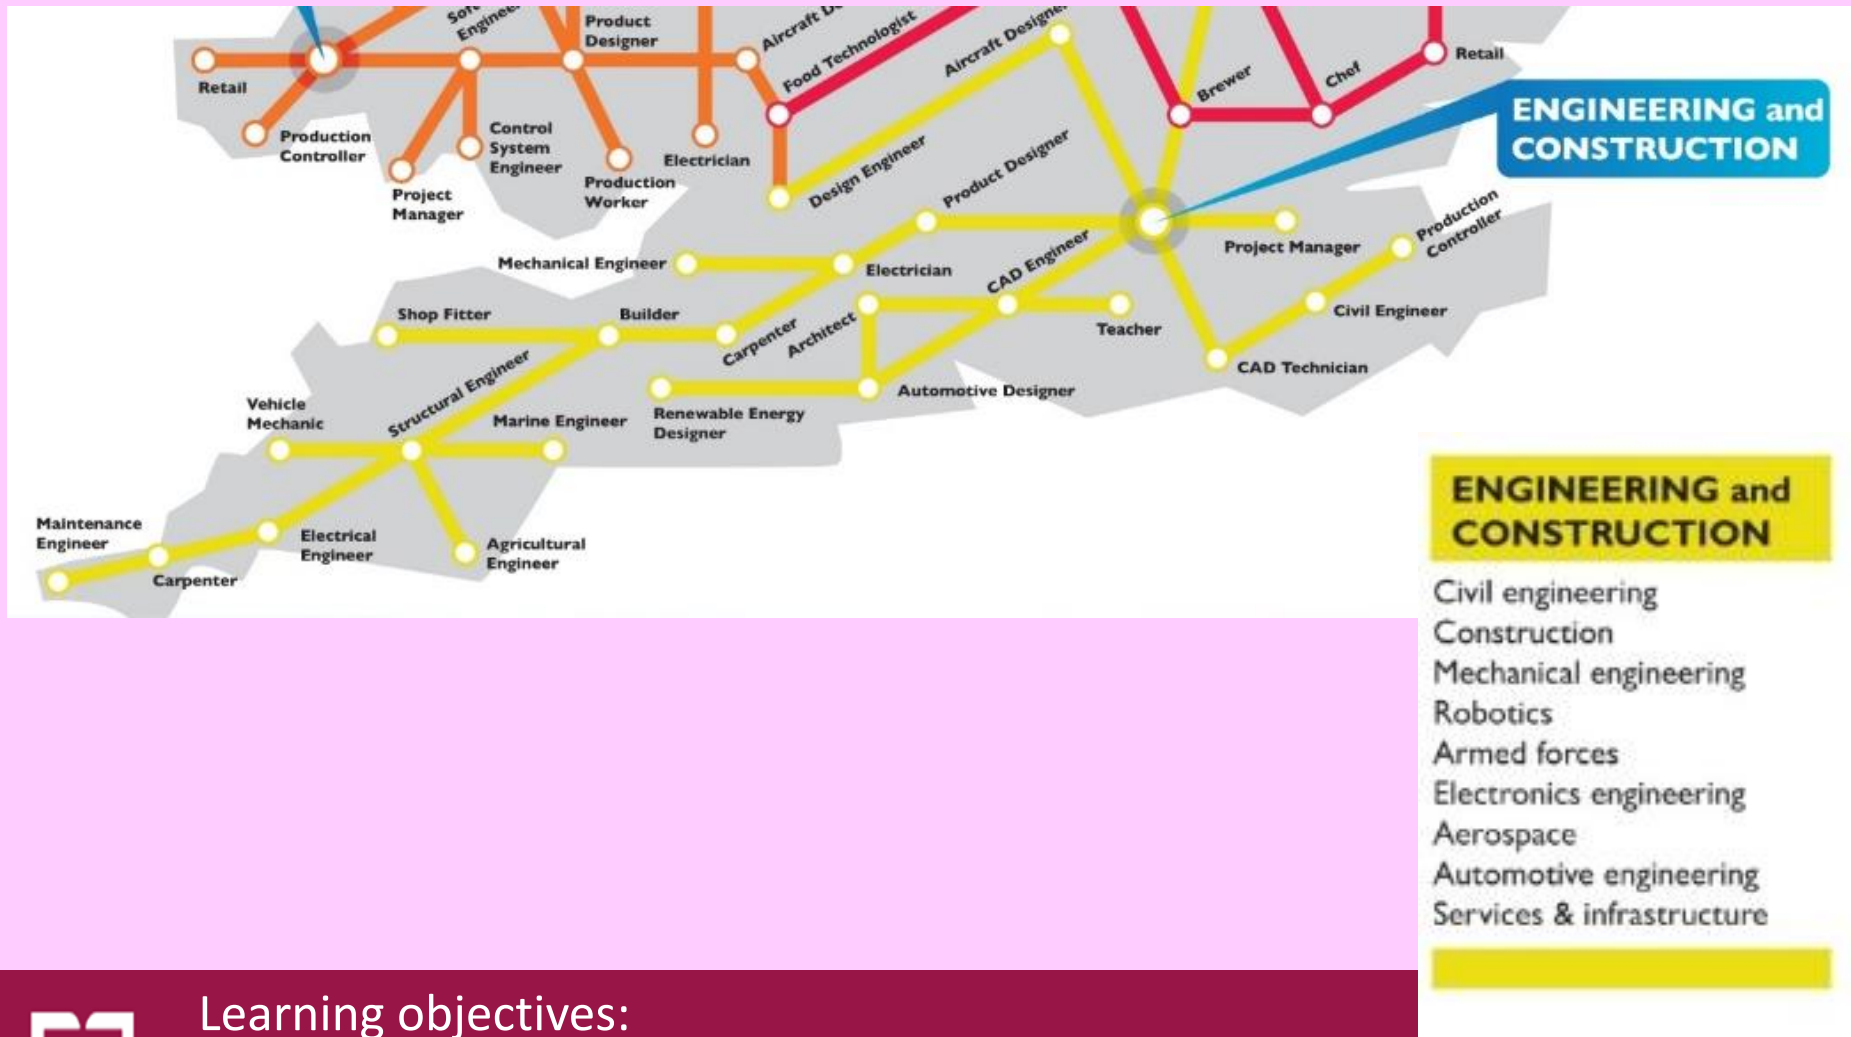 Product
Designer
Food Technologist
Aircraft Designer
Retail
Production
Controller
Project
Manager
Control
System
Engineer
Production
Worker
Electrician
Brewer
Chef
Retail
ENGINEERING and
CONSTRUCTION
Design Engineer
Product Designer
Mechanical Engineer
Electrician
CAD Engineer
Project Manager
Production
Controller
Shop Fitter
Builder
Carpenter
Architect
Teacher
Civil Engineer
CAD Technician
Structural Engineer
Automotive Designer
Vehicle
Mechanic
Marine Engineer
Renewable Energy
Designer
Maintenance
Engineer
Carpenter
Electrical
Engineer
Agricultural
Engineer
ENGINEERING and
CONSTRUCTION
Civil engineering
Construction
Mechanical engineering
Robotics
Armed forces
Electronics engineering
Aerospace
Automotive engineering
Services & infrastructure
Learning objectives: